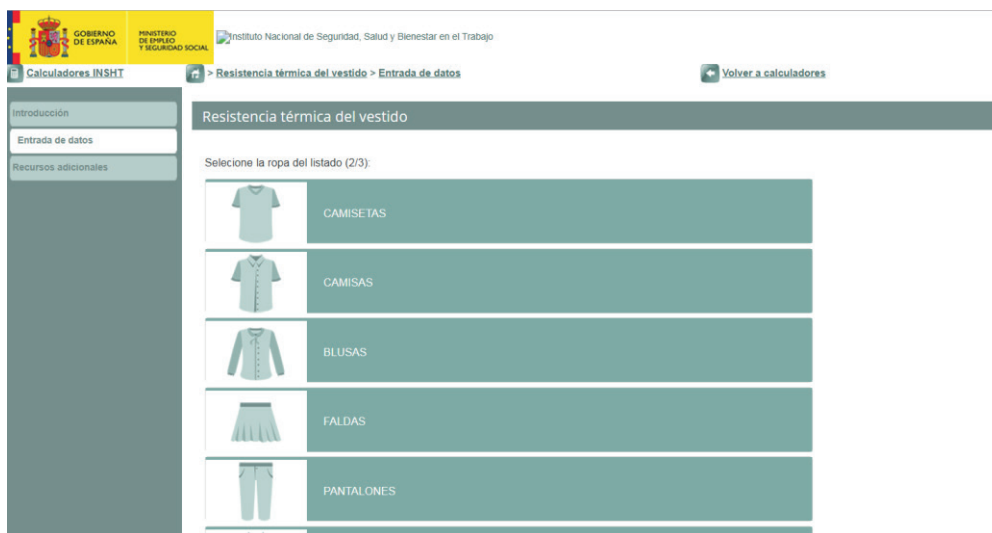 GOBIERNO
DE ESPAÑA
MINISTERIO
DE EMPLEO
Y SEGURIDAD SOCIAL
Instituto Nacional de Seguridad, Salud y Bienestar en el Trabajo
Calculadores INSHT
> Resistencia térmica del vestido > Entrada de datos
Volver a calculadores
Introducción
Entrada de datos
Recursos adicionales
Resistencia térmica del vestido
Selecione la ropa del listado (2/3):
CAMISETAS
CAMISAS
BLUSAS
FALDAS
PANTALONES